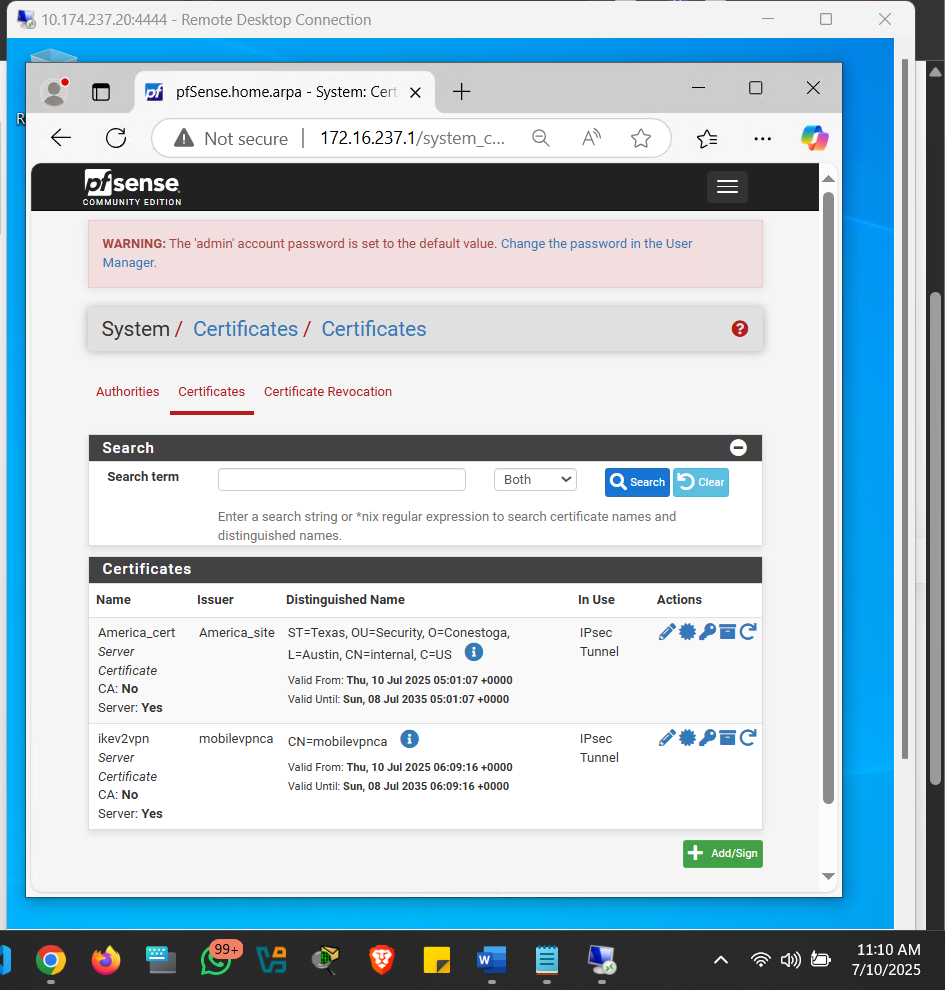 10.174.237.20:4444 - Remote Desktop Connection
pfSense.home.arpa - System: Cert
Not secure
172.16.237.1/system_c...
pfsense
COMMUNITY EDITION
WARNING: The 'admin' account password is set to the default value. Change the password in the User
Manager.
System / Certificates / Certificates
Authorities Certificates Certificate Revocation
Search
Search term
Both
Search
Clear
Enter a search string or *nix regular expression to search certificate names and
distinguished names.
Certificates
Name Issuer Distinguished Name In Use Actions
America_cert America_site ST=Texas, OU=Security, O=Conestoga, IPsec
Server L=Austin, CN=internal, C=US Tunnel
Certificate Valid From: Thu, 10 Jul 2025 05:01:07 +0000
CA: No Valid Until: Sun, 08 Jul 2035 05:01:07 +0000
Server: Yes
ikev2vpn mobilevpnca CN=mobilevpnca IPsec
Server Tunnel
Certificate Valid From: Thu, 10 Jul 2025 06:09:16 +0000
CA: No Valid Until: Sun, 08 Jul 2035 06:09:16 +0000
Server: Yes
Add/Sign
99+
11:10 AM
7/10/2025